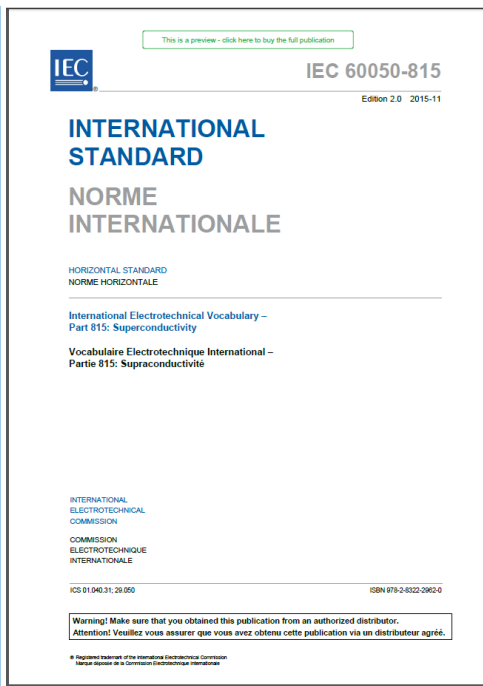 This is a preview - click here to buy the full publication
IEC
®
IEC 60050-815
Edition 2.0 2015-11
INTERNATIONAL
STANDARD
NORME
INTERNATIONALE
HORIZONTAL STANDARD
NORME HORIZONTALE
International Electrotechnical Vocabulary –
Part 815: Superconductivity
Vocabulaire Electrotechnique International –
Partie 815: Supraconductivité
INTERNATIONAL
ELECTROTECHNICAL
COMMISSION
COMMISSION
ELECTROTECHNIQUE
INTERNATIONALE
ICS 01.040.31; 29.050
ISBN 978-2-8322-2962-0
Warning! Make sure that you obtained this publication from an authorized distributor.
Attention! Veuillez vous assurer que vous avez obtenu cette publication via un distributeur agréé.
® Registered trademark of the International Electrotechnical Commission
Marque déposée de la Commission Electrotechnique Internationale